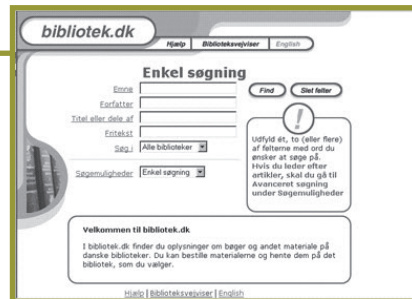 bibliotek.dk
Hjælp Biblioteksvejviser English
Enkel søgning
Emne
Forfatter
Titel eller dele af
Fritekst
Søg i Alle biblioteker
Søgemuligheder Enkel søgning
Find Slet felter
!
Udfyld ét, to (eller flere)
af felterne med ord du
ønsker at søge på.
Hvis du leder efter
artikler, skal du gå til
Avanceret søgning
under Søgemuligheder
Velkommen til bibliotek.dk
I bibliotek.dk finder du oplysninger om bøger og andet materiale på
danske biblioteker. Du kan bestille materialerne og hente dem på det
bibliotek, som du vælger.
Hjælp | Biblioteksvejviser | English